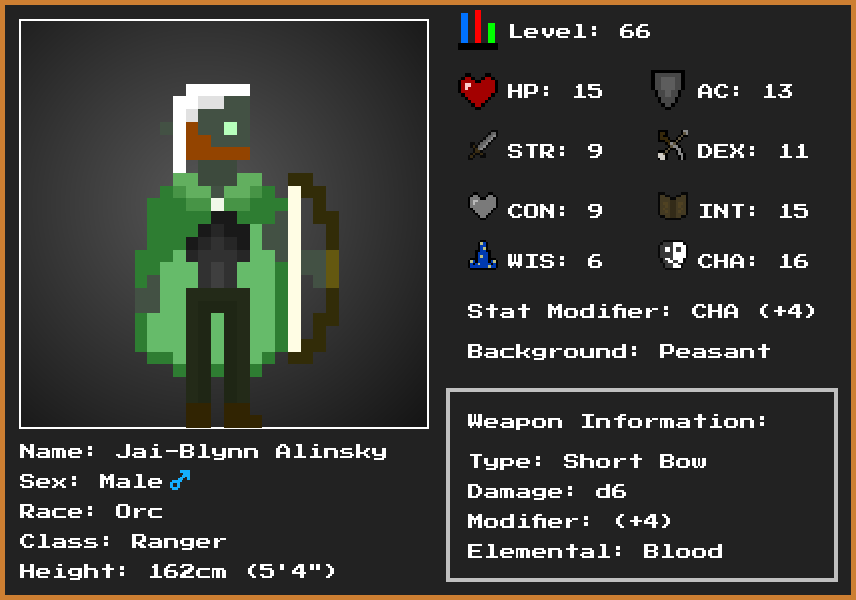 Level: 66
HP: 15 AC: 13
STR: 9 DEX: 11
CON: 9 INT: 15
WIS: 6 CHA: 16
Stat Modifier: CHA (+4)
Background: Peasant
Weapon Information:
Type: Short Bow
Damage: d6
Modifier: (+4)
Elemental: Blood
Name: Jai-Blynn Alinsky
Sex: Male ♂
Race: Orc
Class: Ranger
Height: 162cm (5'4")